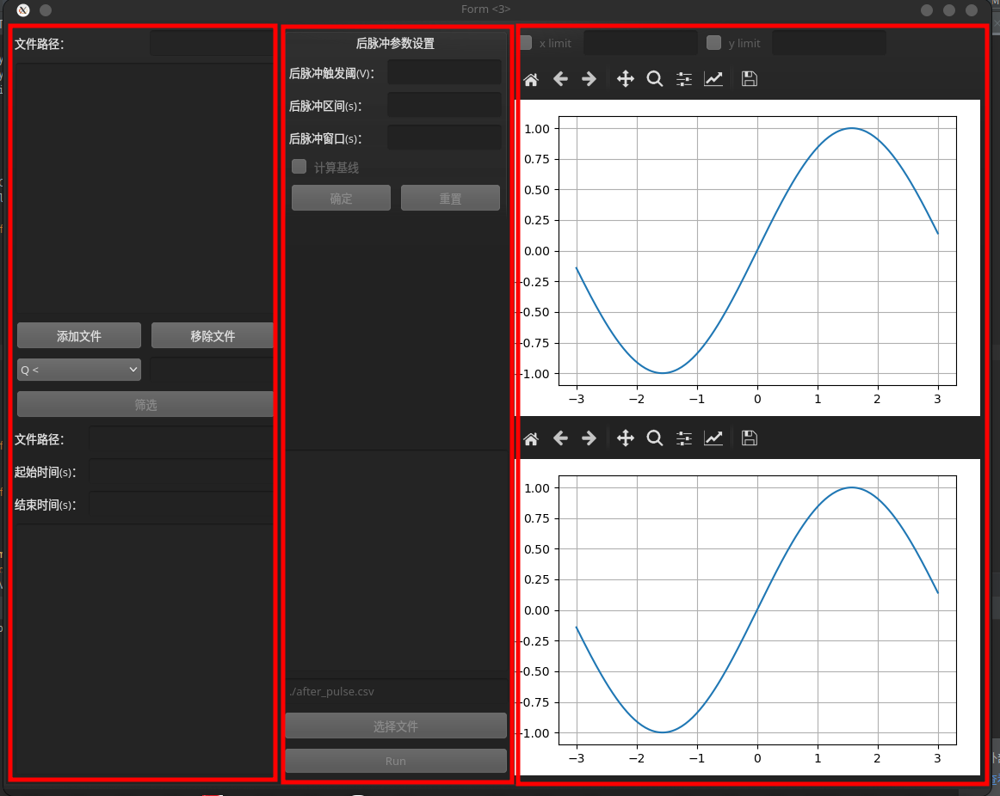 Form <3>
文件路径:
添加文件 移除文件
Q <
筛选
文件路径:
起始时间(s):
结束时间(s):
后脉冲参数设置
后脉冲触发阈(V):
后脉冲区间(s):
后脉冲窗口(s):
计算基线
确定 重置
./after_pulse.csv
选择文件
Run
x limit y limit
1.00
0.75
0.50
0.25
0.00
-0.25
-0.50
-0.75
-1.00
−3 −2 −1 0 1 2 3
1.00
0.75
0.50
0.25
0.00
-0.25
-0.50
-0.75
-1.00
−3 −2 −1 0 1 2 3